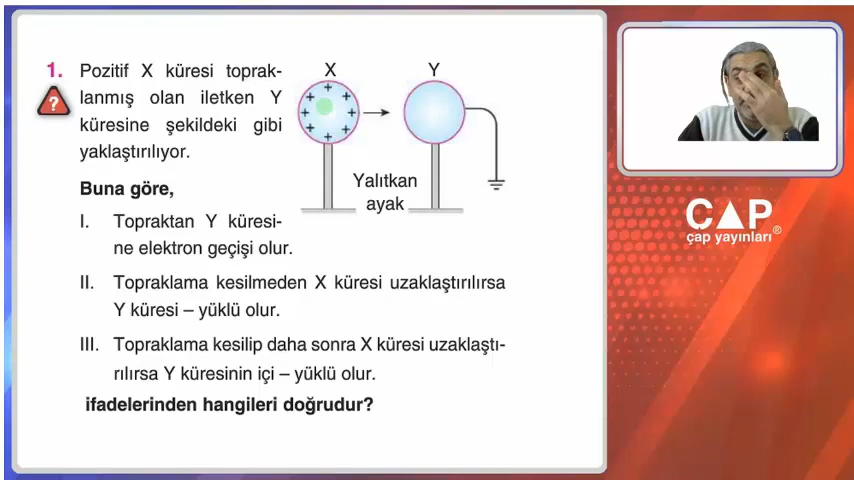 1. Pozitif X küresi toprak-
lanmış olan iletken Y
küresine şekildeki gibi
yaklaştırılıyor.
X
Y
+ + + + + + + +
Yalıtkan
ayak
?
Buna göre,
I. Topraktan Y küresi-
ne elektron geçişi olur.
II. Topraklama kesilmeden X küresi uzaklaştırılırsa
Y küresi – yüklü olur.
III. Topraklama kesilip daha sonra X küresi uzaklaştı-
rılırsa Y küresinin içi – yüklü olur.
ifadelerinden hangileri doğrudur?
ÇAP
çap yayınları®